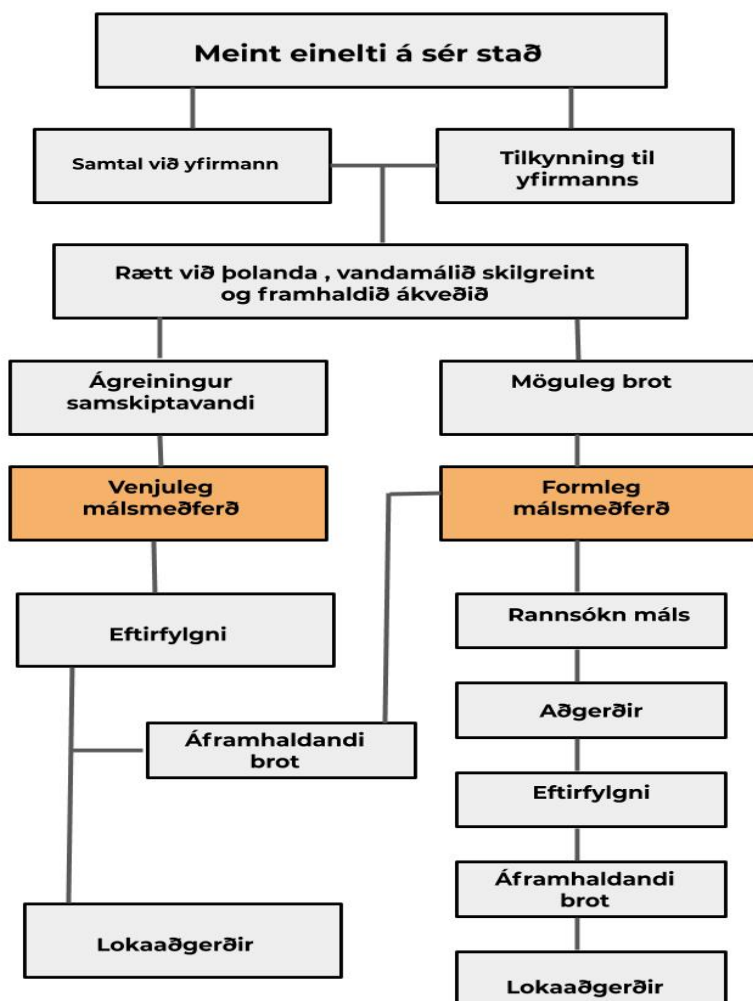 Meint einelti á sér stað
Samtal við yfirmann
Tilkynning til
yfirmanns
Rætt við þolanda , vandamálið skilgreint
og framhaldið ákveðið
Ágreiningur
samskiptavandi
Möguleg brot
Venjuleg
málsmeðferð
Formleg
málsmeðferð
Eftirfylgni
Rannsókn máls
Aðgerðir
Áframhaldandi
brot
Eftirfylgni
Áframhaldandi
brot
Lokaaðgerðir
Lokaaðgerðir